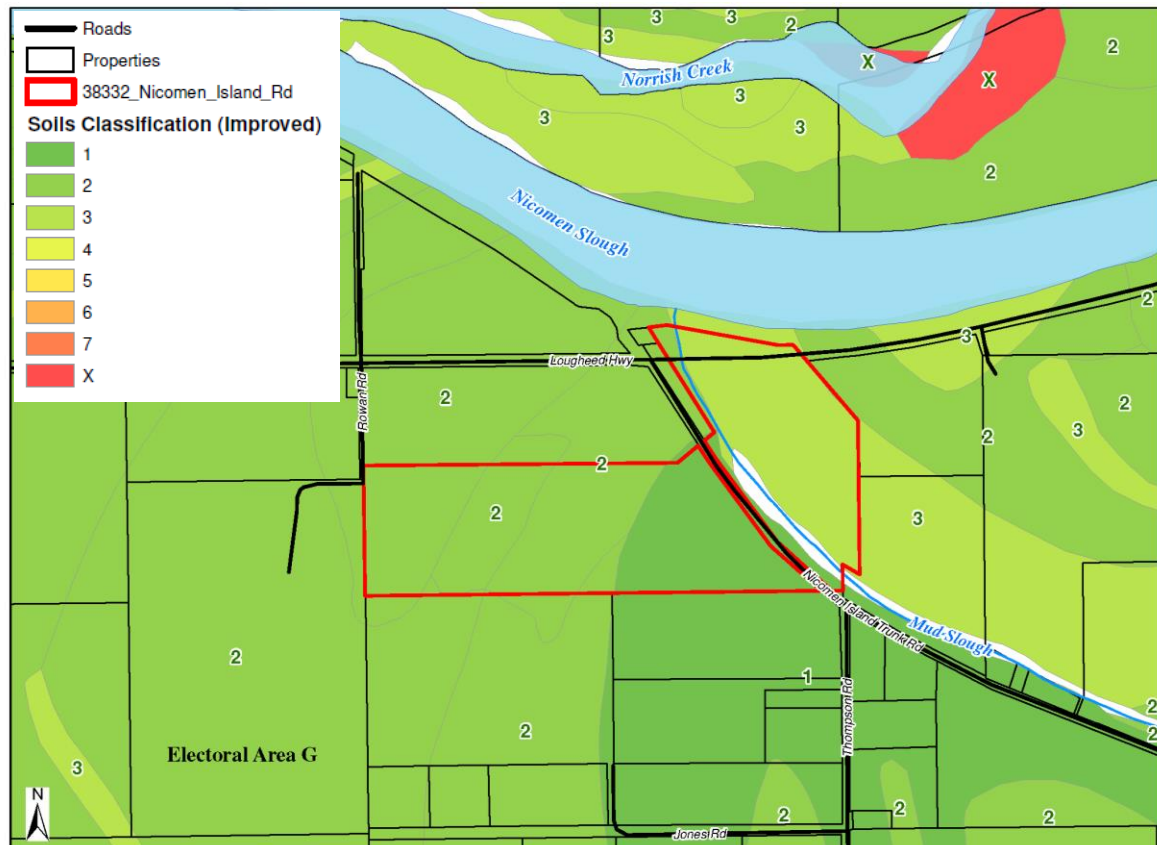 Roads
Properties
38332_Nicomen_Island_Rd
Soils Classification (Improved)
1
2
3
4
5
6
7
X
3
3
2
2
2
X
X
Norrish Creek
3
3
3
2
Nicomen Slough
2
2
3
Lougheed Hwy
Rowan Rd
2
2
2
3
2
2
3
Nicomen Island Trunk Rd
Mud Slough
2
1
Thompson Rd
2
2
2
Electoral Area G
3
N
2
2
2
Jones Rd